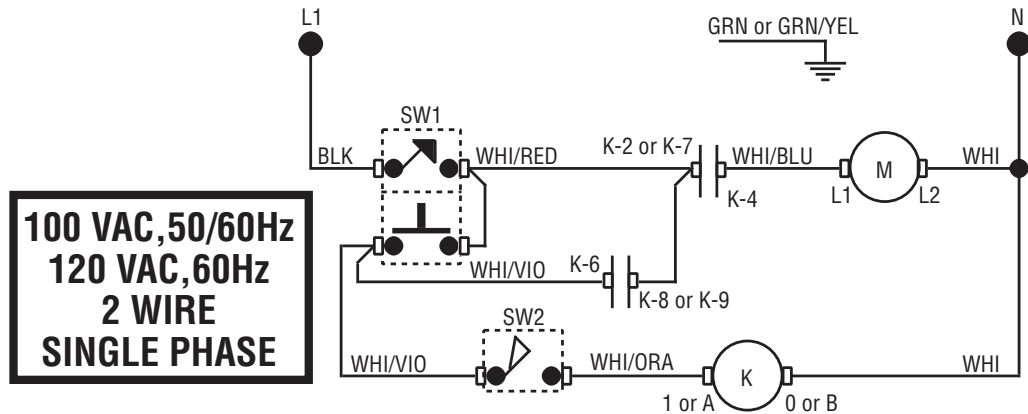 L1
GRN or GRN/YEL
N
SW1
BLK
WHI/RED
K-2 or K-7
WHI/BLU
M
WHI
L1
L2
K-4
100 VAC,50/60Hz
120 VAC,60Hz
2 WIRE
SINGLE PHASE
WHI/VIO
K-6
K-8 or K-9
SW2
WHI/VIO
WHI/ORA
K
WHI
1 or A
0 or B